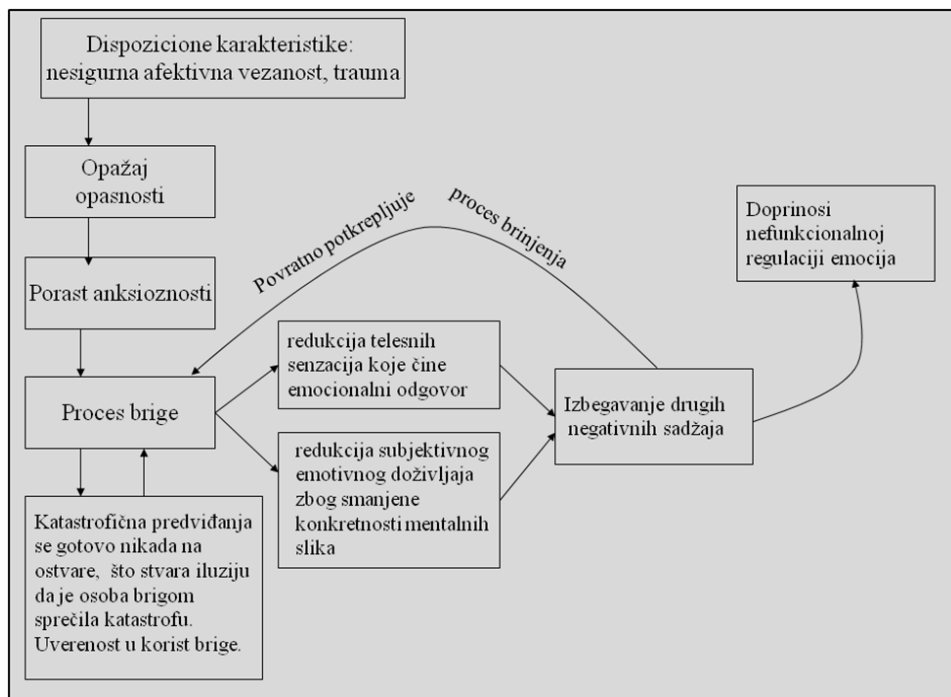 Dispozicione karakteristike:
nesigurna afektivna vezanost, trauma
Opažaj
opasnosti
Porast anksioznosti
Proces brige
Katastrofična predviđanja
se gotovo nikada na
ostvare, što stvara iluziju
da je osoba brigom
sprečila katastrofu.
Uverenost u korist brige.
Povratno potkrepljuje
proces brinjenja
redukcija telesnih
senzacija koje čine
emocionalni odgovor
redukcija subjektivnog
emotivnog doživljaja
zbog smanjene
konkretnosti mentalnih
slika
Izbegavanje drugih
negativnih sadžaja
Doprinosi
nefunkcionalnoj
regulaciji emocija